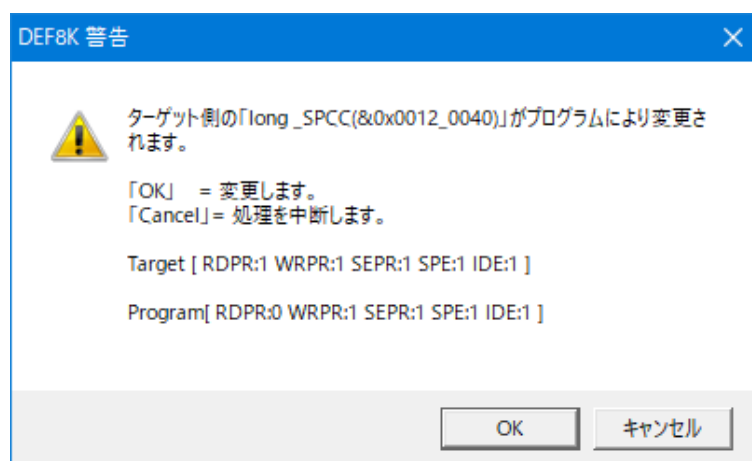 DEF8K 警告
ターゲット側の「long _SPCC(&0x0012_0040)」がプログラムにより変更さ
れます。
「OK」 = 変更します。
「Cancel」= 処理を中断します。
Target [ RDPR:1 WRPR:1 SEPR:1 SPE:1 IDE:1 ]
Program[ RDPR:0 WRPR:1 SEPR:1 SPE:1 IDE:1 ]
OK
キャンセル